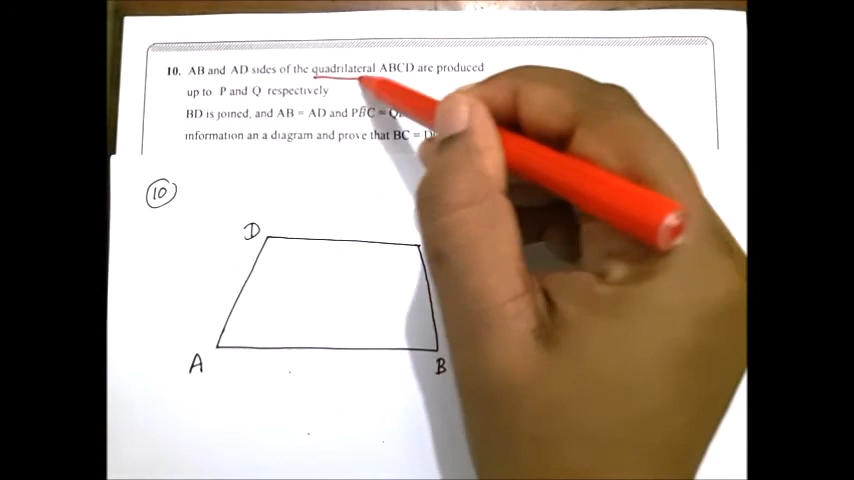 10. AB and AD sides of the quadrilateral ABCD are produced
up to P and Q respectively
BD is joined, and AB = AD and PB̂C =
information an a diagram and prove that BC =
10
D
A
B